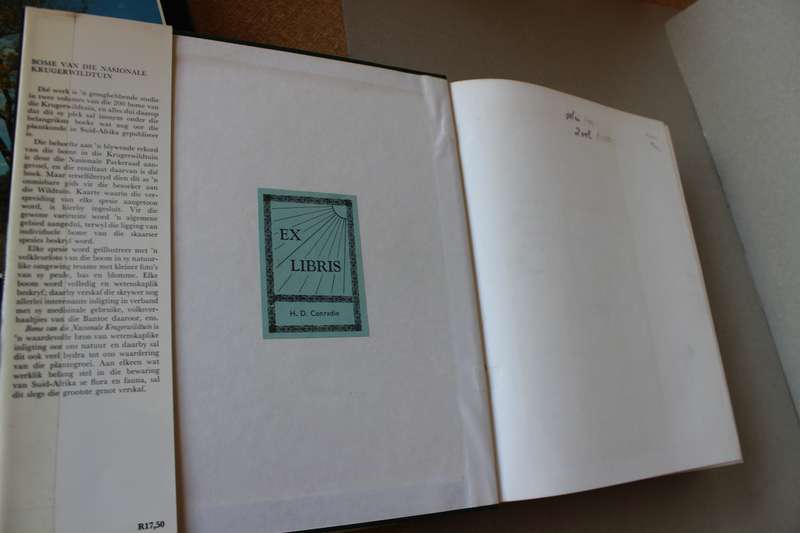 BOME VAN DIE NASIONALE
KRUGERWILDTUIN
Dié werk is 'n gesaghebbende studie
in twee volumes van die 200 bome van
die Krugerwildtuin, en alles dui daarop
dat dit sy plek sal inneem onder die
belangrikste boeke wat nog oor die
plantkunde in Suid-Afrika gepubliseer
is.
Die behoefte aan 'n blywende rekord
van die bome in die Krugerwildtuin
is deur die Nasionale Parkeraad aan-
gevoel, en die resultaat daarvan is dié
boek. Maar terselfdertyd dien dit as 'n
onmisbare gids vir die besoeker aan
die Wildtuin. Kaarte waarin die ver-
spreiding van elke spesie aangetoon
word, is hierby ingesluit. Vir die
gewone variëteite word 'n algemene
gebied aangedui, terwyl die ligging van
individuele bome van die skaarser
spesies beskryf word.
Elke spesie word geïllustreer met 'n
volkleurfoto van die boom in sy natuur-
like omgewing tesame met kleiner foto's
van sy peule, bas en blomme. Elke
boom word volledig en wetenskaplik
beskryf; daarby verskaf die skrywer nog
allerlei interessante inligting in verband
met sy medisinale gebruike, volksver-
haaltjies van die Bantoe daaroor, ens.
Bome van die Nasionale Krugerwildtuin is
'n waardevolle bron van wetenskaplike
inligting oor ons natuur en daarby sal
dit ook veel bydra tot ons waardering
van die plantegroei. Aan elkeen wat
werklik belang stel in die bewaring
van Suid-Afrika se flora en fauna, sal
dit slegs die grootste genot verskaf.
R17,50
EX
LIBRIS
H. D. Conradie
2 vol